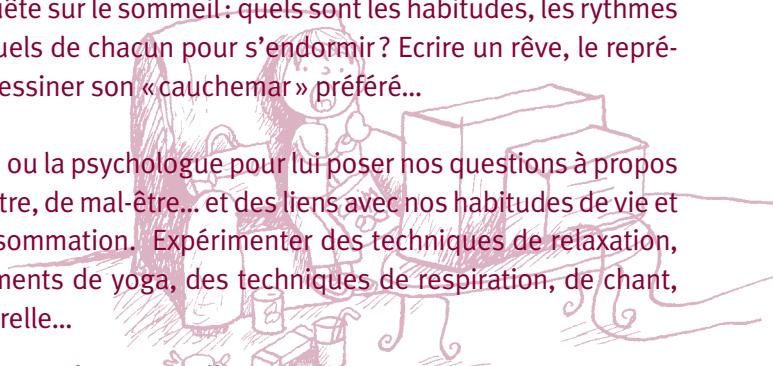 ête sur le sommeil : quels sont les habitudes, les rythmes
uels de chacun pour s’endormir ? Ecrire un rêve, le repré-
essiner son « cauchemar » préféré...
ou la psychologue pour lui poser nos questions à propos
tre, de mal-être... et des liens avec nos habitudes de vie et
sommation. Expérimenter des techniques de relaxation,
ments de yoga, des techniques de respiration, de chant,
relle...